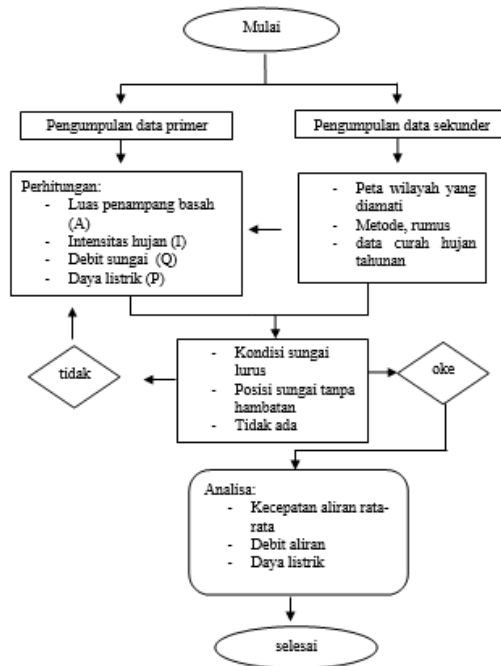 Mulai
Pengumpulan data primer
Pengumpulan data sekunder
Perhitungan:
- Luas penampang basah
(A)
- Intensitas hujan (I)
- Debit sungai (Q)
- Daya listrik (P)
- Peta wilayah yang
diamati
- Metode, rumus
- data curah hujan
tahunan
tidak
- Kondisi sungai
lurus
- Posisi sungai tanpa
hambatan
- Tidak ada
oke
Analisa:
- Kecepatan aliran rata-
rata
- Debit aliran
- Daya listrik
selesai